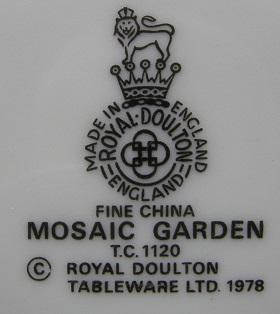 MADE IN ENGLAND
ROYAL·DOULTON
ENGLAND
FINE CHINA
MOSAIC GARDEN
T.C. 1120
© ROYAL DOULTON
TABLEWARE LTD. 1978